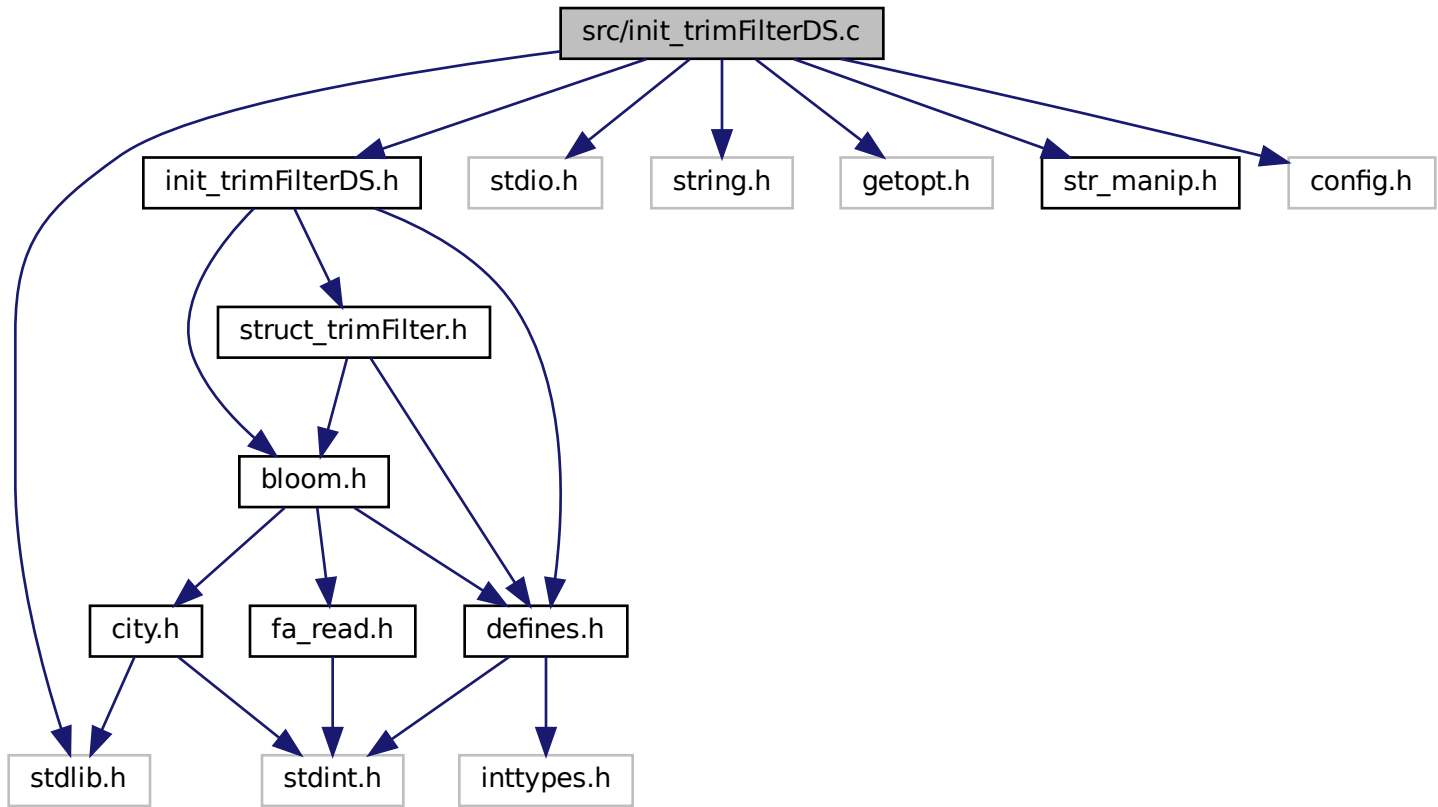 src/init_trimFilterDS.c
init_trimFilterDS.h
stdio.h
string.h
getopt.h
str_manip.h
config.h
struct_trimFilter.h
bloom.h
city.h
fa_read.h
defines.h
stdlib.h
stdint.h
inttypes.h